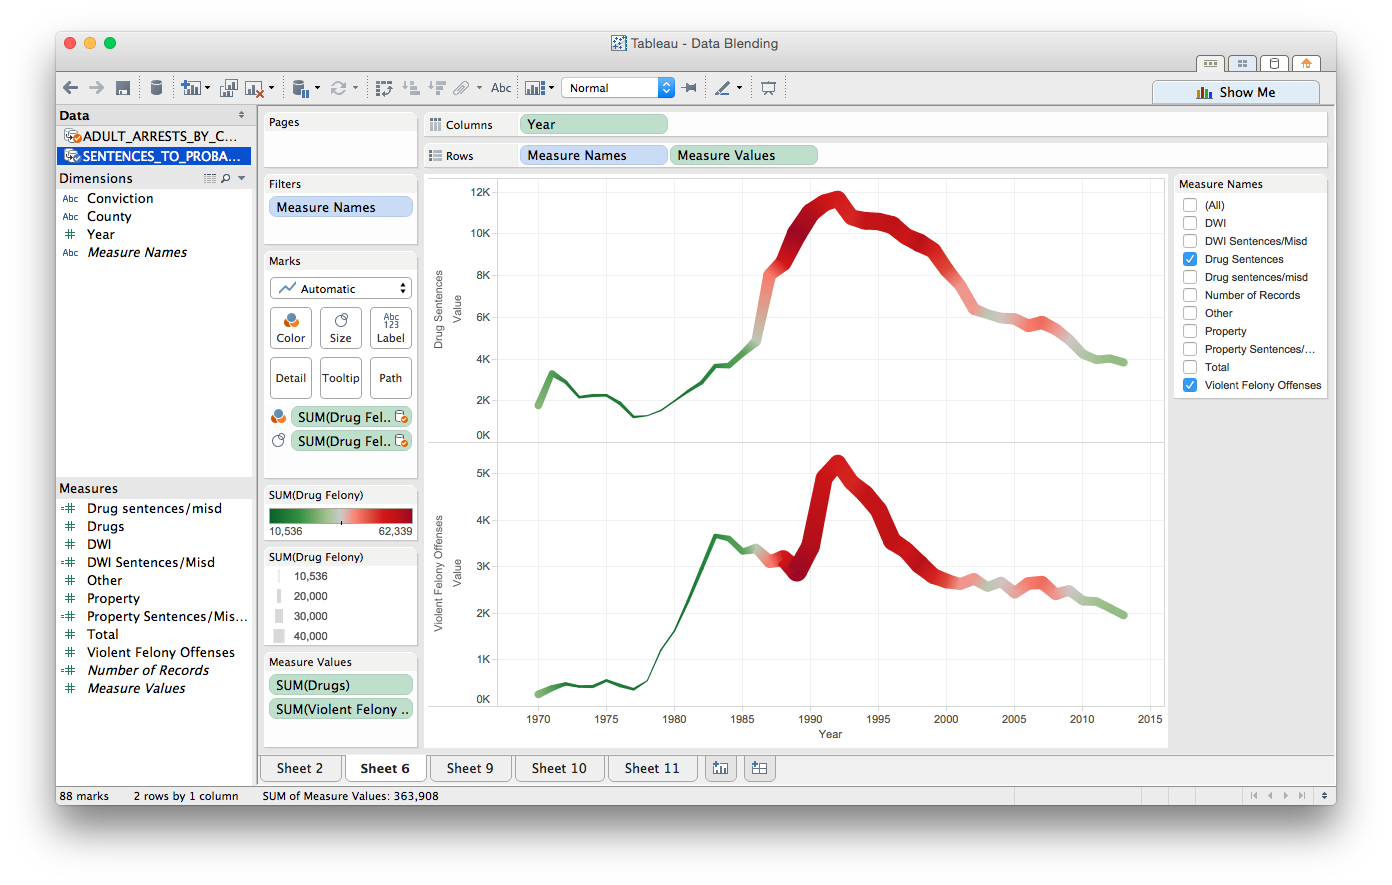 Tableau - Data Blending
Abc
Normal
Show Me
Data
ADULT_ARRESTS_BY_C...
SENTENCES_TO_PROBA...
Dimensions
Abc Conviction
Abc County
# Year
Abc Measure Names
Measures
=# Drug sentences/misd
# Drugs
# DWI
=# DWI Sentences/Misd
# Other
# Property
=# Property Sentences/Mis...
# Total
# Violent Felony Offenses
=# Number of Records
# Measure Values
Pages
Filters
Measure Names
Marks
Automatic
Color
Size
Abc
123
Label
Detail
Tooltip
Path
SUM(Drug Fel..
SUM(Drug Fel..
SUM(Drug Felony)
10,536 62,339
SUM(Drug Felony)
10,536
20,000
30,000
40,000
Measure Values
SUM(Drugs)
SUM(Violent Felony ..
Columns
Year
Rows
Measure Names
Measure Values
Drug Sentences
Value
12K
10K
8K
6K
4K
2K
0K
Violent Felony Offenses
Value
5K
4K
3K
2K
1K
0K
1970 1975 1980 1985 1990 1995 2000 2005 2010 2015
Year
Measure Names
(All)
DWI
DWI Sentences/Misd
Drug Sentences
Drug sentences/misd
Number of Records
Other
Property
Property Sentences/...
Total
Violent Felony Offenses
Sheet 2
Sheet 6
Sheet 9
Sheet 10
Sheet 11
88 marks 2 rows by 1 column SUM of Measure Values: 363,908